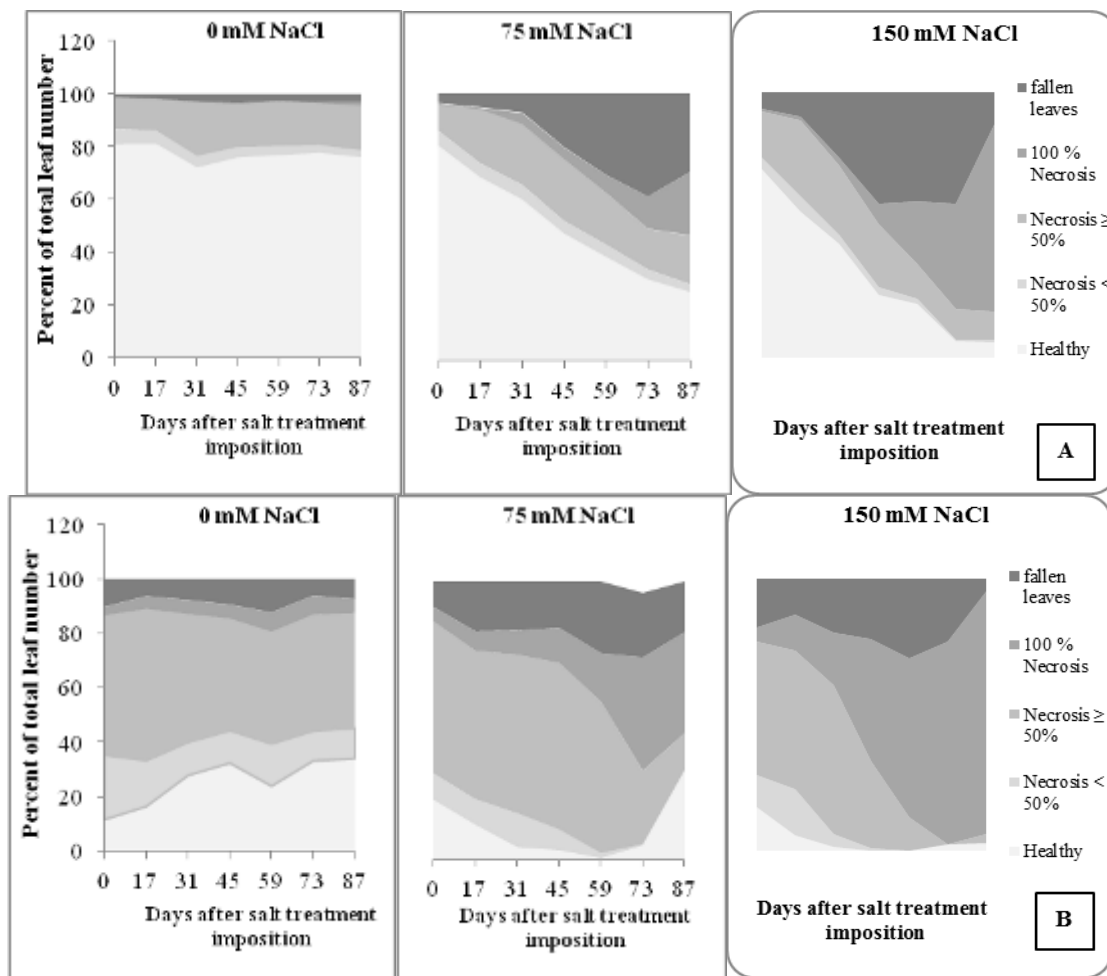 0 mM NaCl
120
100
80
60
40
20
0
Percent of total leaf number
0 17 31 45 59 73 87
Days after salt treatment
imposition
75 mM NaCl
0 17 31 45 59 73 87
Days after salt treatment
imposition
150 mM NaCl
fallen
leaves
100 %
Necrosis
Necrosis ≥
50%
Necrosis <
50%
Healthy
Days after salt treatment
imposition
A
0 mM NaCl
120
100
80
60
40
20
0
Percent of total leaf number
0 17 31 45 59 73 87
Days after salt treatment
imposition
75 mM NaCl
0 17 31 45 59 73 87
Days after salt treatment
imposition
150 mM NaCl
fallen
leaves
100 %
Necrosis
Necrosis ≥
50%
Necrosis <
50%
Healthy
Days after salt treatment
imposition
B